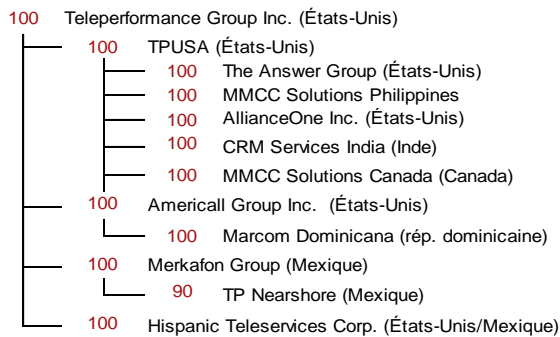 100 Teleperformance Group Inc. (États-Unis)
100 TPUSA (États-Unis)
100 The Answer Group (États-Unis)
100 MMCC Solutions Philippines
100 AllianceOne Inc. (États-Unis)
100 CRM Services India (Inde)
100 MMCC Solutions Canada (Canada)
100 Americall Group Inc. (États-Unis)
100 Marcom Dominicana (rép. dominicaine)
100 Merkafon Group (Mexique)
90 TP Nearshore (Mexique)
100 Hispanic Teleservices Corp. (États-Unis/Mexique)